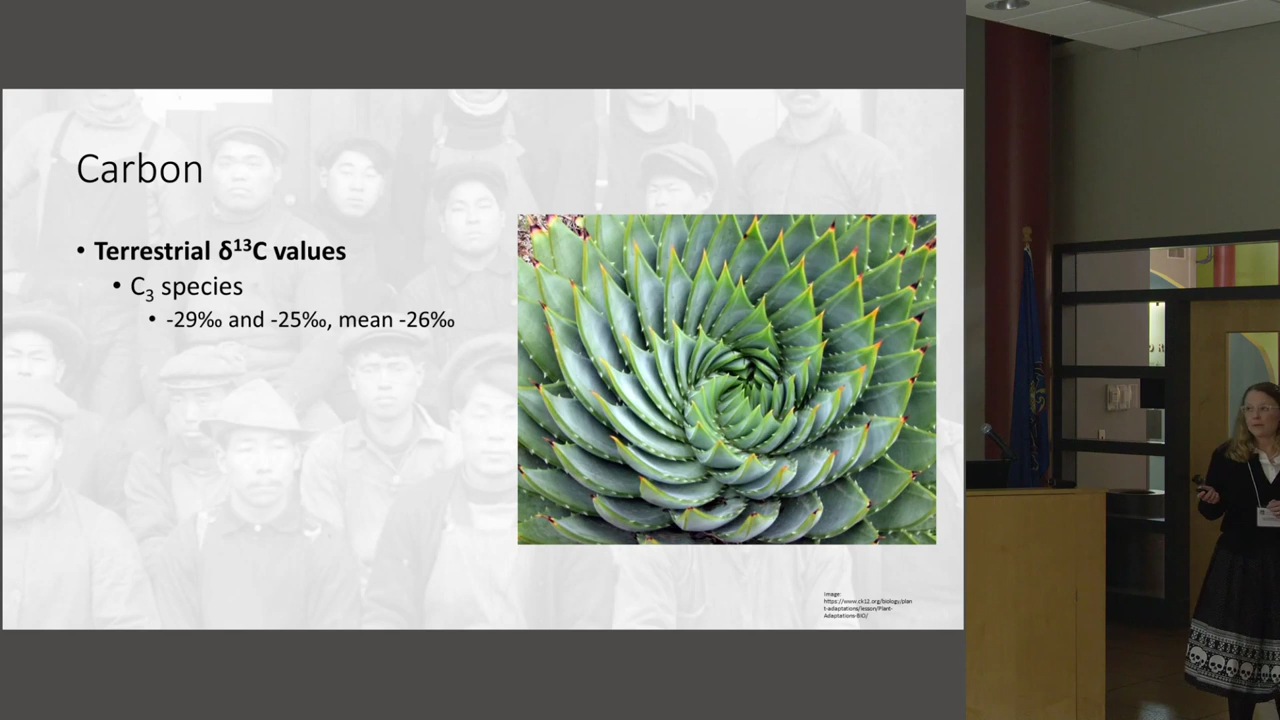 Carbon
• Terrestrial δ¹³C values
• C₃ species
• -29‰ and -25‰, mean -26‰
Image:
https://www.ck12.org/biology/plan
t-adaptations/lesson/Plant-
Adaptations-BIO/